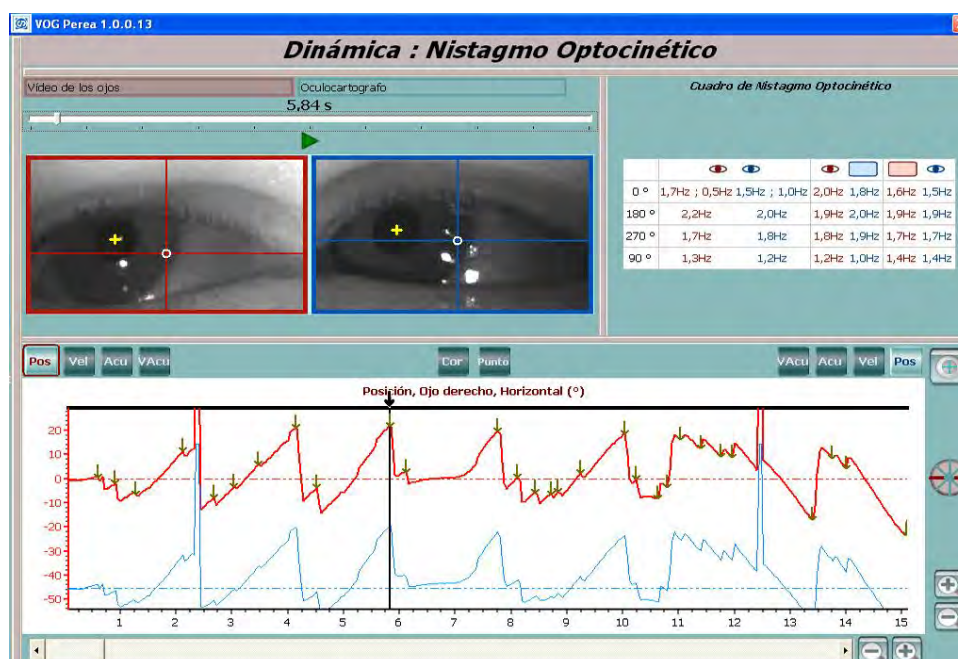 VOG Perea 1.0.0.13
Dinámica : Nistagmo Optocinético
Vídeo de los ojos
Oculocartografo
5,84 s
Cuadro de Nistagmo Optocinético
0 º 1,7Hz ; 0,5Hz 1,5Hz ; 1,0Hz 2,0Hz 1,8Hz 1,6Hz 1,5Hz
180 º 2,2Hz 2,0Hz 1,9Hz 2,0Hz 1,9Hz 1,9Hz
270 º 1,7Hz 1,8Hz 1,8Hz 1,9Hz 1,7Hz 1,7Hz
90 º 1,3Hz 1,2Hz 1,2Hz 1,0Hz 1,4Hz 1,4Hz
Pos Vel Acu VAcu Cor Punto VAcu Acu Vel Pos
Posición, Ojo derecho, Horizontal (°)
20
10
0
-10
-20
-30
-40
-50
1 2 3 4 5 6 7 8 9 10 11 12 13 14 15